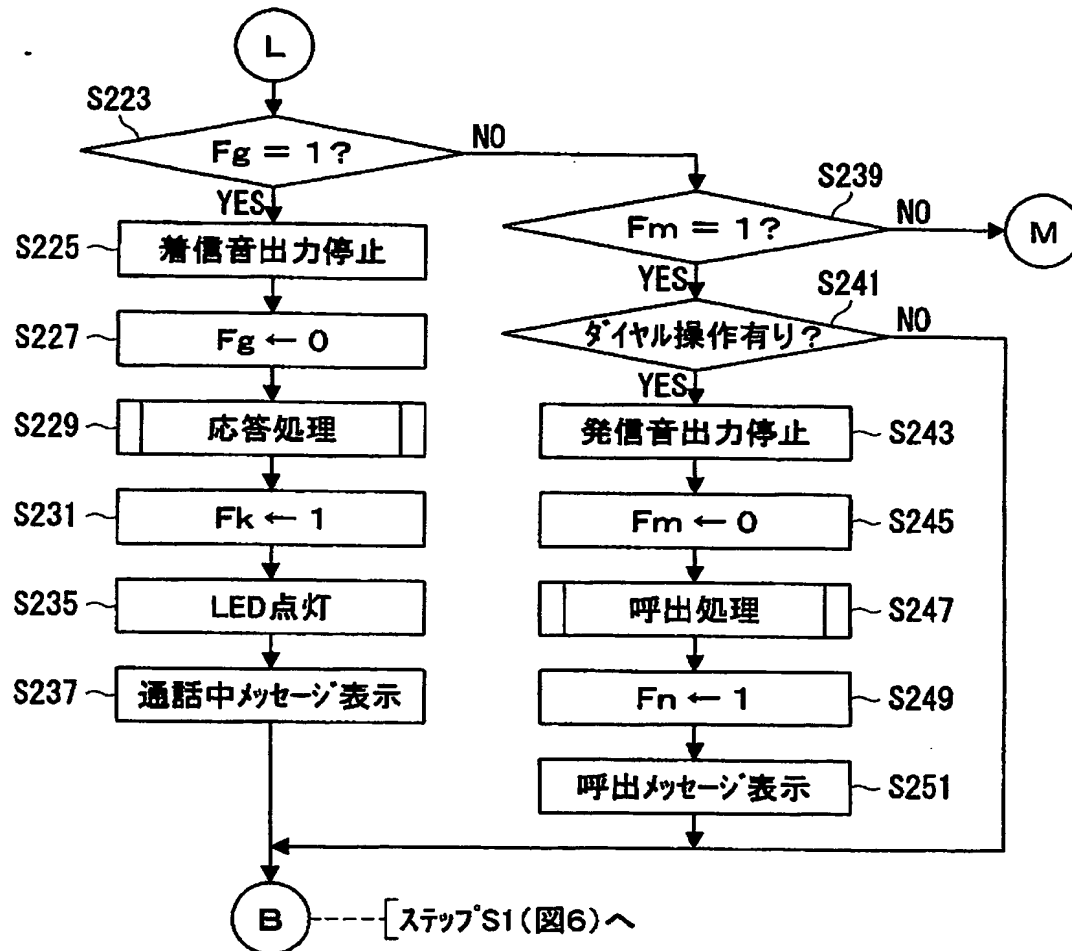 L
S223
Fg = 1?
NO
YES
S225
着信音出力停止
S227
Fg ← 0
S229
応答処理
S231
Fk ← 1
S235
LED点灯
S237
通話中メッセージ表示
S239
Fm = 1?
NO
M
YES
S241
ダイヤル操作有り?
NO
YES
発信音出力停止
S243
Fm ← 0
S245
呼出処理
S247
Fn ← 1
S249
呼出メッセージ表示
S251
B
ステップS1(図6)へ